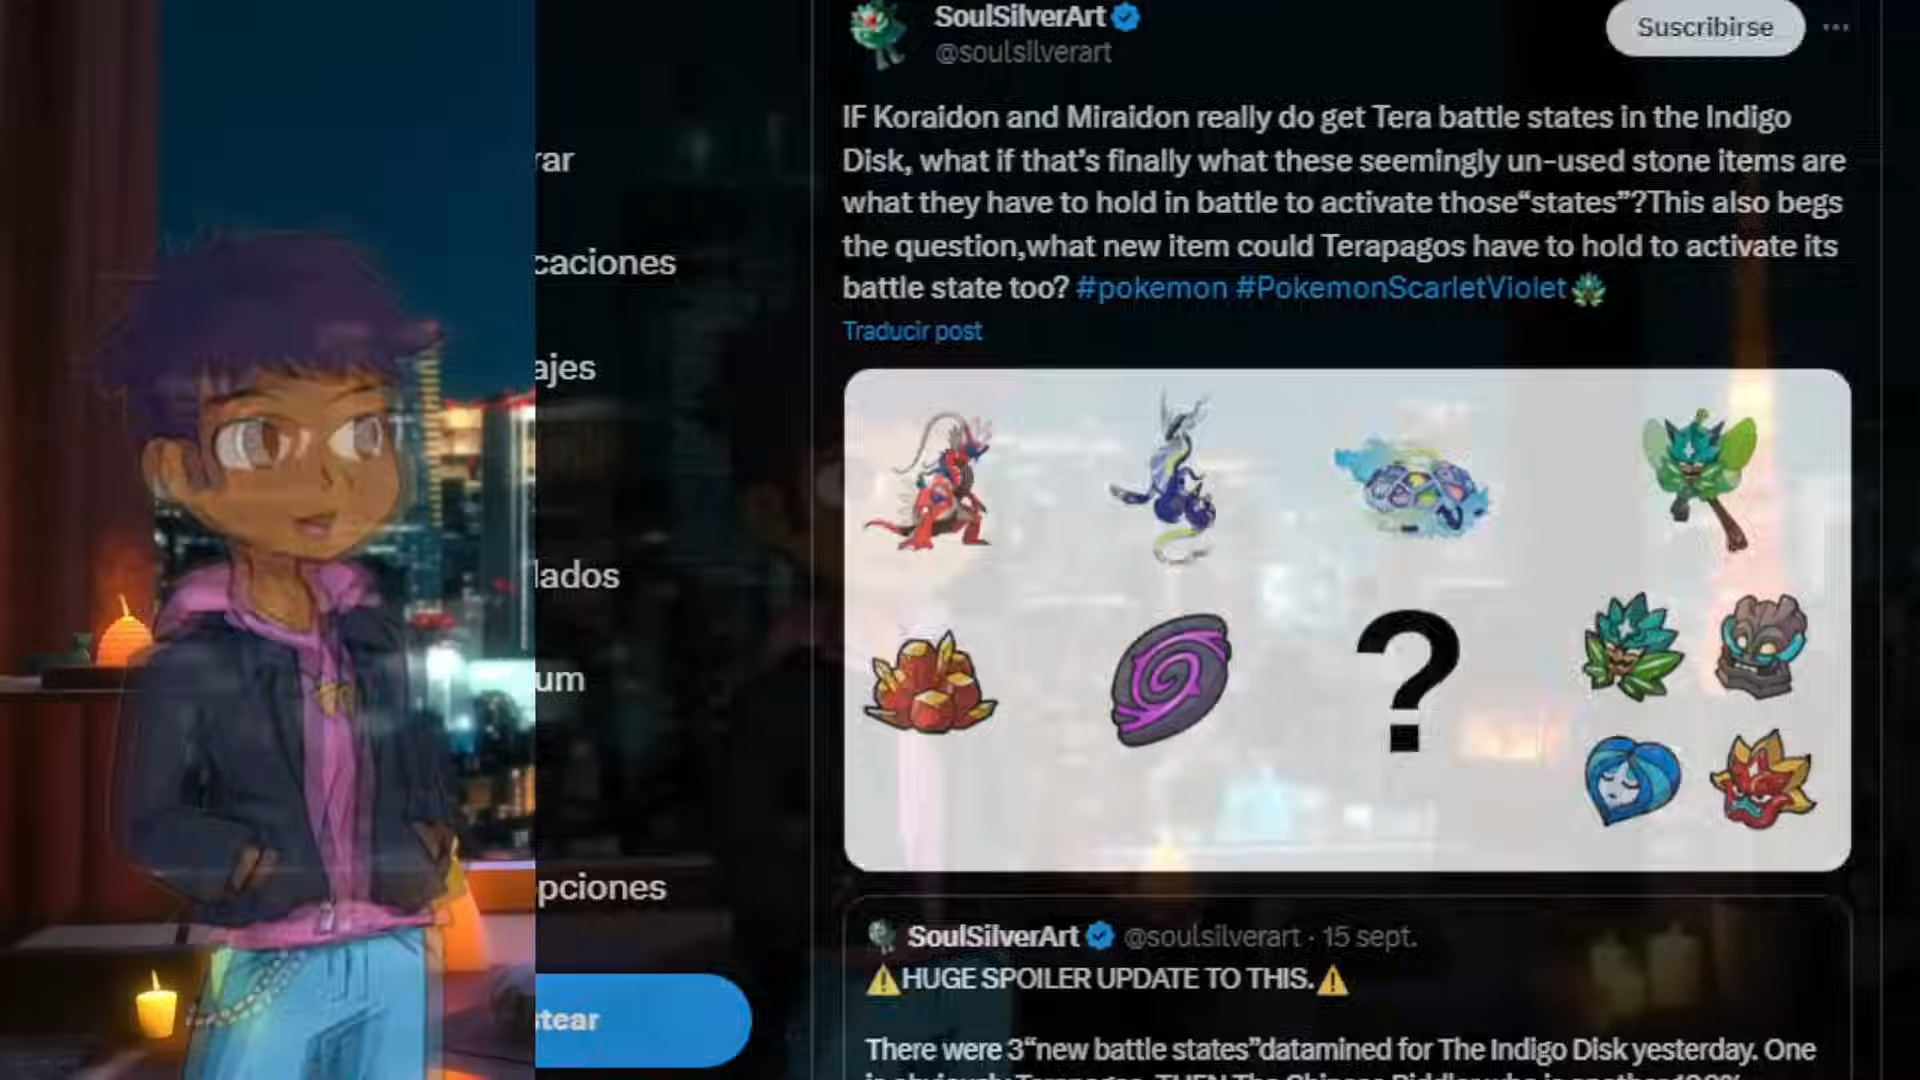 SoulSilverArt
@soulsilverart
Suscribirse
IF Koraidon and Miraidon really do get Tera battle states in the Indigo
Disk, what if that's finally what these seemingly un-used stone items are
what they have to hold in battle to activate those“states”?This also begs
the question,what new item could Terapagos have to hold to activate its
battle state too? #pokemon #PokemonScarletViolet
Traducir post
rar
caciones
ajes
lados
um
pciones
stear
?
SoulSilverArt @soulsilverart · 15 sept.
HUGE SPOILER UPDATE TO THIS.
There were 3“new battle states”datamined for The Indigo Disk yesterday. One